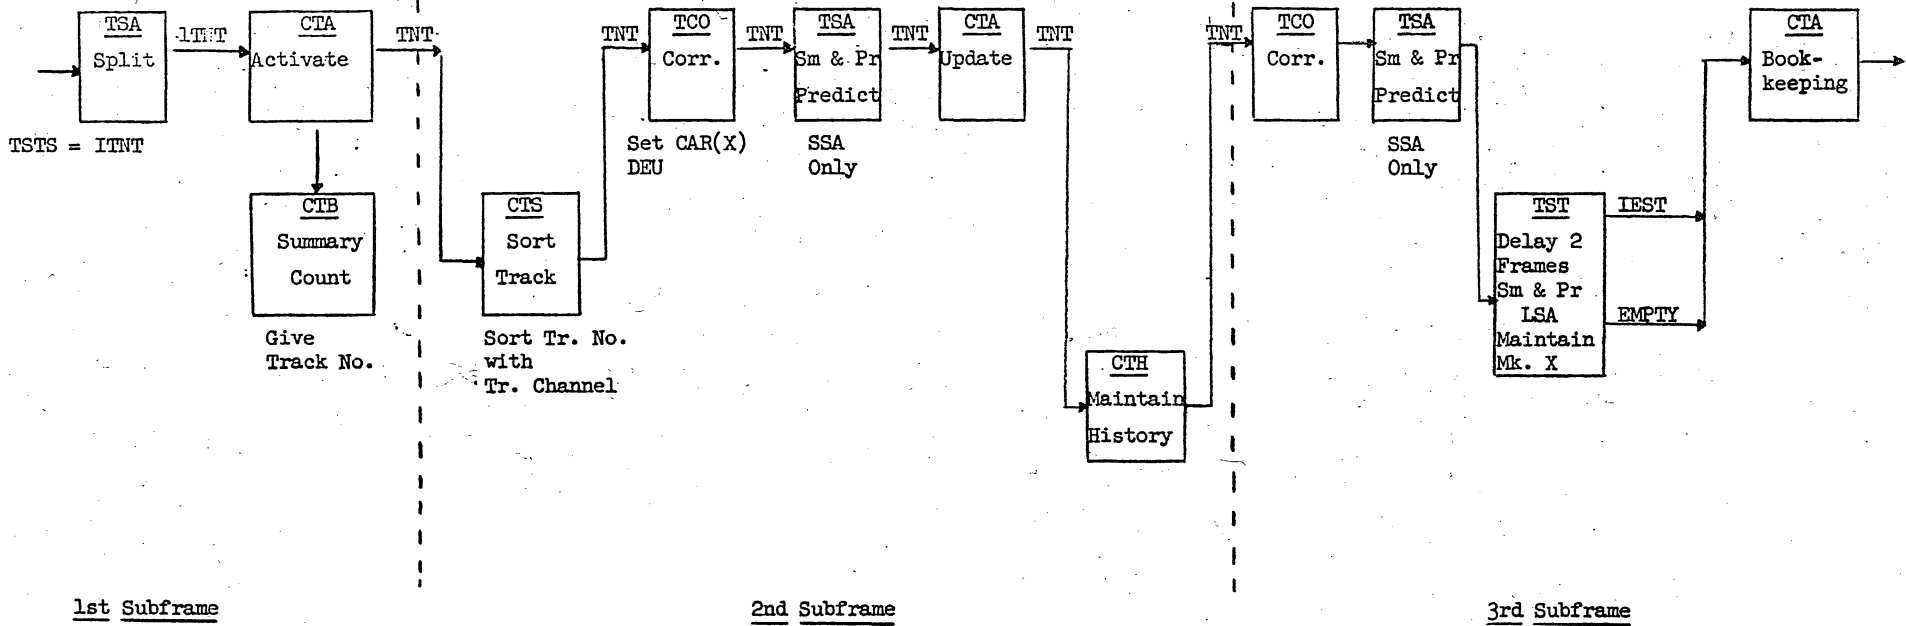 TSA
Split
TSTS = ITNT
1TNT
CTA
Activate
TNT
CTB
Summary
Count
Give
Track No.
CTS
Sort
Track
Sort Tr. No.
with
Tr. Channel
TNT
TCO
Corr.
Set CAR(X)
DEU
TNT
TSA
Sm & Pr
Predict
SSA
Only
TNT
CTA
Update
TNT
CTH
Maintain
History
TNT
TCO
Corr.
TSA
Sm & Pr
Predict
SSA
Only
TST
Delay 2
Frames
Sm & Pr
LSA
Maintain
Mk. X
IEST
EMPTY
CTA
Book-
keeping
1st Subframe
2nd Subframe
3rd Subframe